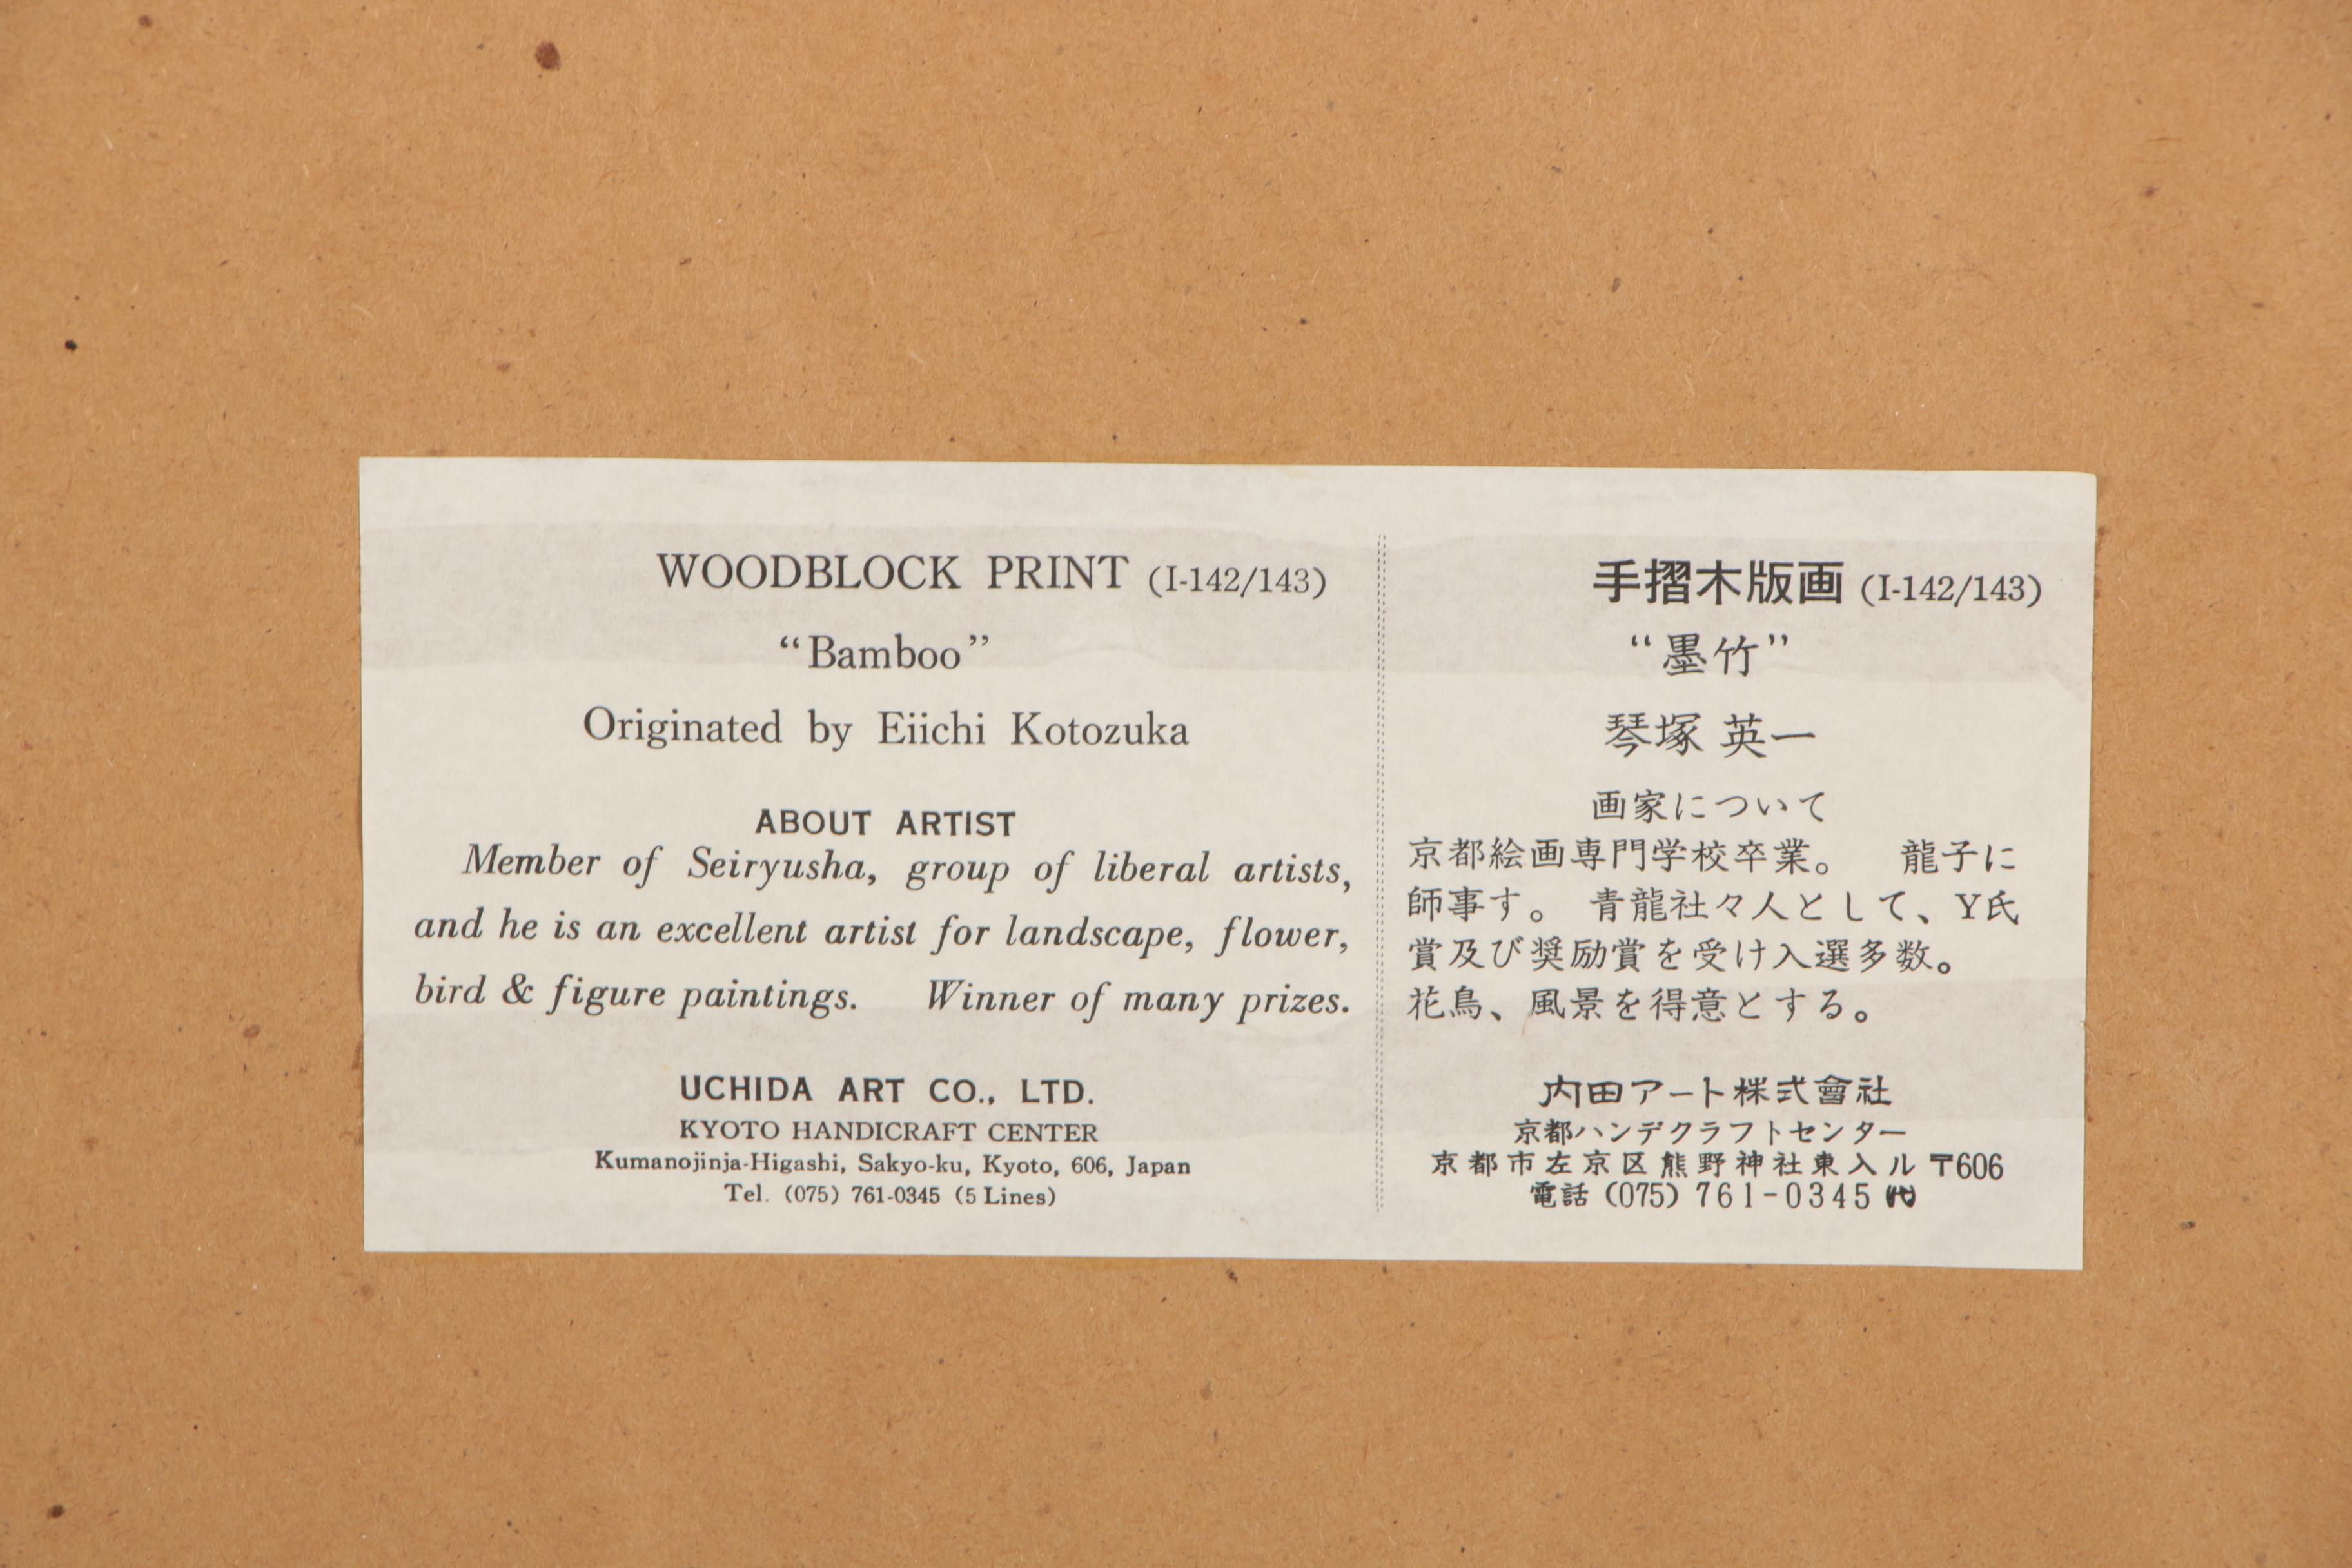 WOODBLOCK PRINT (I-142/143)
“Bamboo”
Originated by Eiichi Kotozuka
ABOUT ARTIST
Member of Seiryusha, group of liberal artists,
and he is an excellent artist for landscape, flower,
bird & figure paintings. Winner of many prizes.
UCHIDA ART CO., LTD.
KYOTO HANDICRAFT CENTER
Kumanojinja-Higashi, Sakyo-ku, Kyoto, 606, Japan
Tel. (075) 761-0345 (5 Lines)
手摺木版画 (I-142/143)
“墨竹”
琴塚 英一
画家について
京都絵画専門学校卒業。 龍子に
師事す。 青龍社々人として、Y氏
賞及び奨励賞を受け入選多数。
花鳥、風景を得意とする。
内田アート株式會社
京都ハンデクラフトセンター
京都市左京区熊野神社東入ル 〒606
電話 (075) 761-0345 ㈹